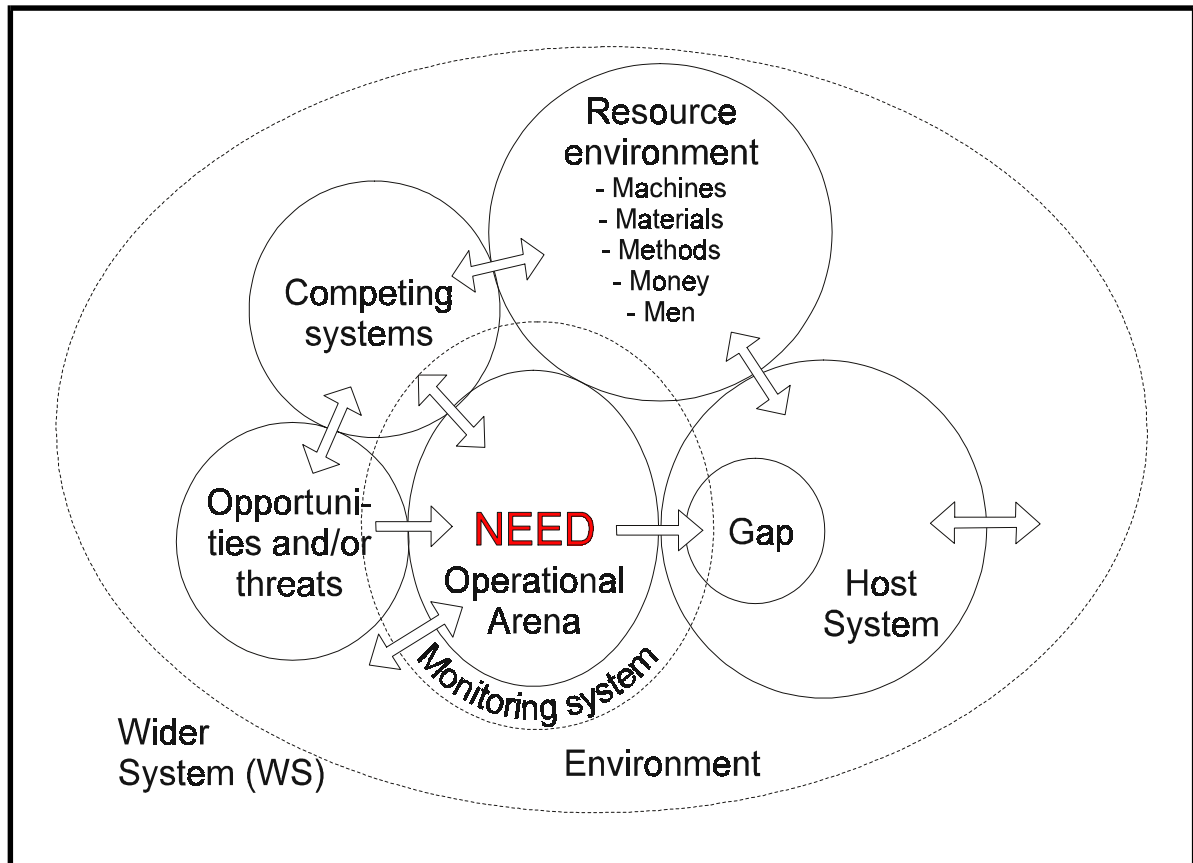 Resource
environment
- Machines
- Materials
- Methods
- Money
- Men
Competing
systems
Opportuni-
ties and/or
threats
NEED
Operational
Arena
Gap
Host
System
Monitoring system
Wider
System (WS)
Environment